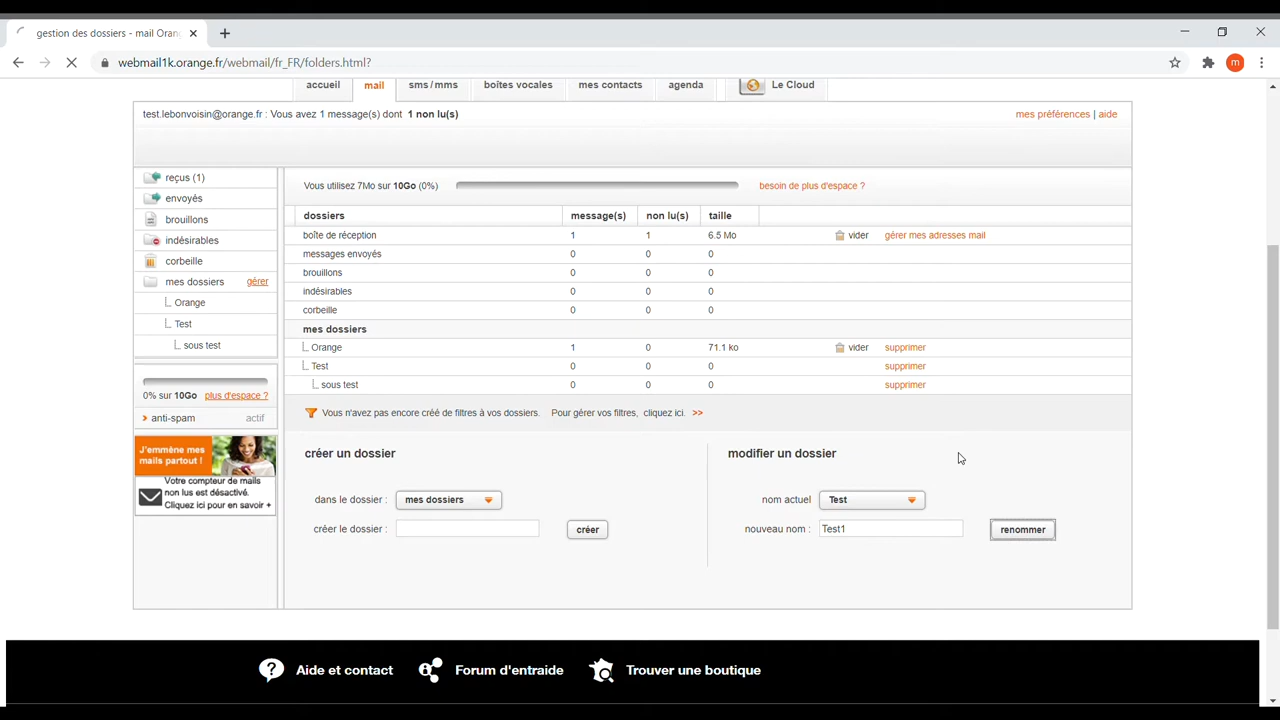 gestion des dossiers - mail Oran
webmail1k.orange.fr/webmail/fr_FR/folders.html?
m
accueil mail sms/mms boîtes vocales mes contacts agenda Le Cloud
test.lebonvoisin@orange.fr : Vous avez 1 message(s) dont 1 non lu(s) mes préférences | aide
reçus (1)
envoyés
brouillons
indésirables
corbeille
mes dossiers gérer
Orange
Test
sous test
0% sur 10Go plus d'espace ?
anti-spam actif
J'emmène mes
mails partout !
Votre compteur de mails
non lus est désactivé.
Cliquez ici pour en savoir +
Vous utilisez 7Mo sur 10Go (0%) besoin de plus d'espace ?
dossiers message(s) non lu(s) taille
boîte de réception 1 1 6.5 Mo vider gérer mes adresses mail
messages envoyés 0 0 0
brouillons 0 0 0
indésirables 0 0 0
corbeille 0 0 0
mes dossiers
Orange 1 0 71.1 ko vider supprimer
Test 0 0 0 supprimer
sous test 0 0 0 supprimer
Vous n'avez pas encore créé de filtres à vos dossiers. Pour gérer vos filtres, cliquez ici. >>
créer un dossier
dans le dossier : mes dossiers
créer le dossier : créer
modifier un dossier
nom actuel Test
nouveau nom : Test1 renommer
Aide et contact Forum d'entraide Trouver une boutique